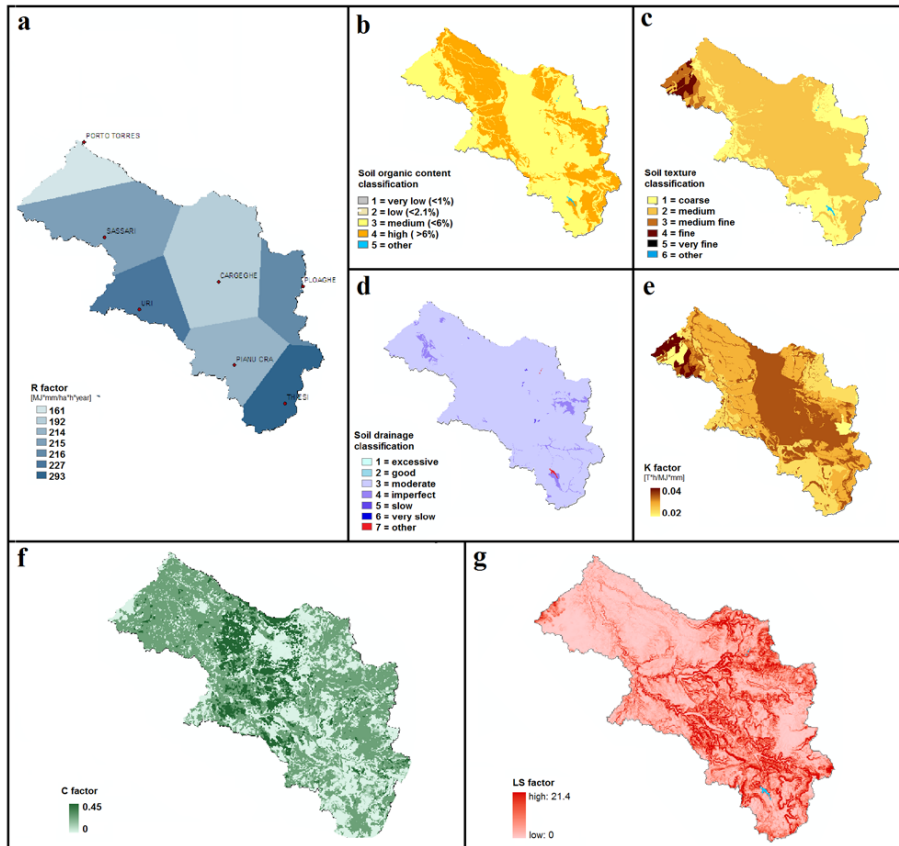 a
PORTO TORRES
SASSARI
CARGEGHE
PLOAGHE
URI
PIANU CRA
THIESI
R factor
[MJ*mm/ha*h*year]
161
192
214
215
216
227
293
b
Soil organic content
classification
1 = very low (<1%)
2 = low (<2.1%)
3 = medium (<6%)
4 = high (>6%)
5 = other
c
Soil texture
classification
1 = coarse
2 = medium
3 = medium fine
4 = fine
5 = very fine
6 = other
d
Soil drainage
classification
1 = excessive
2 = good
3 = moderate
4 = imperfect
5 = slow
6 = very slow
7 = other
e
K factor
[T*h/MJ*mm]
0.04
0.02
f
C factor
0.45
0
g
LS factor
high: 21.4
low: 0